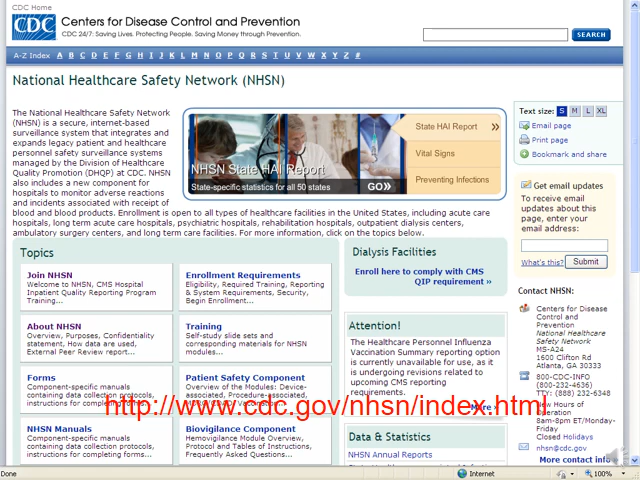 CDC Home
CDC
Centers for Disease Control and Prevention
CDC 24/7: Saving Lives. Protecting People. Saving Money through Prevention.
SEARCH
A-Z Index A B C D E F G H I J K L M N O P Q R S T U V W X Y Z #
National Healthcare Safety Network (NHSN)
The National Healthcare Safety Network
(NHSN) is a secure, internet-based
surveillance system that integrates and
expands legacy patient and healthcare
personnel safety surveillance systems
managed by the Division of Healthcare
Quality Promotion (DHQP) at CDC. NHSN
also includes a new component for
hospitals to monitor adverse reactions
and incidents associated with receipt of
blood and blood products. Enrollment is open to all types of healthcare facilities in the United States, including acute care
hospitals, long term acute care hospitals, psychiatric hospitals, rehabilitation hospitals, outpatient dialysis centers,
ambulatory surgery centers, and long term care facilities. For more information, click on the topics below.
NHSN State HAI Report
State-specific statistics for all 50 states
GO»
State HAI Report »
Vital Signs
Preventing Infections
Text size: S M L XL
Email page
Print page
Bookmark and share
Get email updates
To receive email
updates about this
page, enter your
email address:
What's this? Submit
Contact NHSN:
Centers for Disease
Control and
Prevention
National Healthcare
Safety Network
MS-A24
1600 Clifton Rd
Atlanta, GA 30333
800-CDC-INFO
(800-232-4636)
TTY: (888) 232-6348
New Hours of
Operation
8am-8pm ET/Monday-
Friday
Closed Holidays
nhsn@cdc.gov
More contact info
Topics
Join NHSN
Welcome to NHSN, CMS Hospital
Inpatient Quality Reporting Program
Training...
Enrollment Requirements
Eligibility, Required Training, Reporting
& System Requirements, Security,
Begin Enrollment...
About NHSN
Overview, Purposes, Confidentiality
statement, How data are used,
External Peer Review report...
Training
Self-study slide sets and
corresponding materials for NHSN
modules...
Forms
Component-specific manuals
containing data collection protocols,
instructions for completing forms...
Patient Safety Component
Overview of the Modules: Device-
associated, Procedure-associated,
NHSN Manuals
Component-specific manuals
containing data collection protocols,
instructions for completing forms...
Biovigilance Component
Hemovigilance Module Overview,
Protocol and Tables of Instructions,
Frequently Asked Questions...
Dialysis Facilities
Enroll here to comply with CMS
QIP requirement »
Attention!
The Healthcare Personnel Influenza
Vaccination Summary reporting option
is currently unavailable for use, as it
is undergoing revisions related to
upcoming CMS reporting
requirements.
More »
Data & Statistics
NHSN Annual Reports
http://www.cdc.gov/nhsn/index.html
Done
Internet
100%